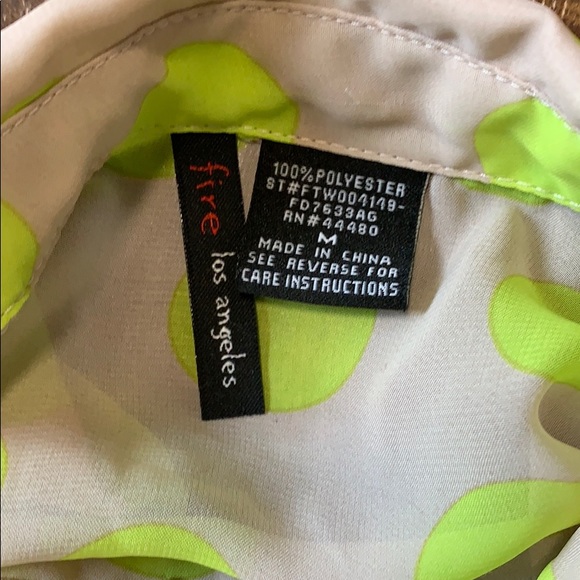 fire
los angeles
100% POLYESTER
ST#FTW004149-
FD7633AG
RN#44480
M
MADE IN CHINA
SEE REVERSE FOR
CARE INSTRUCTIONS